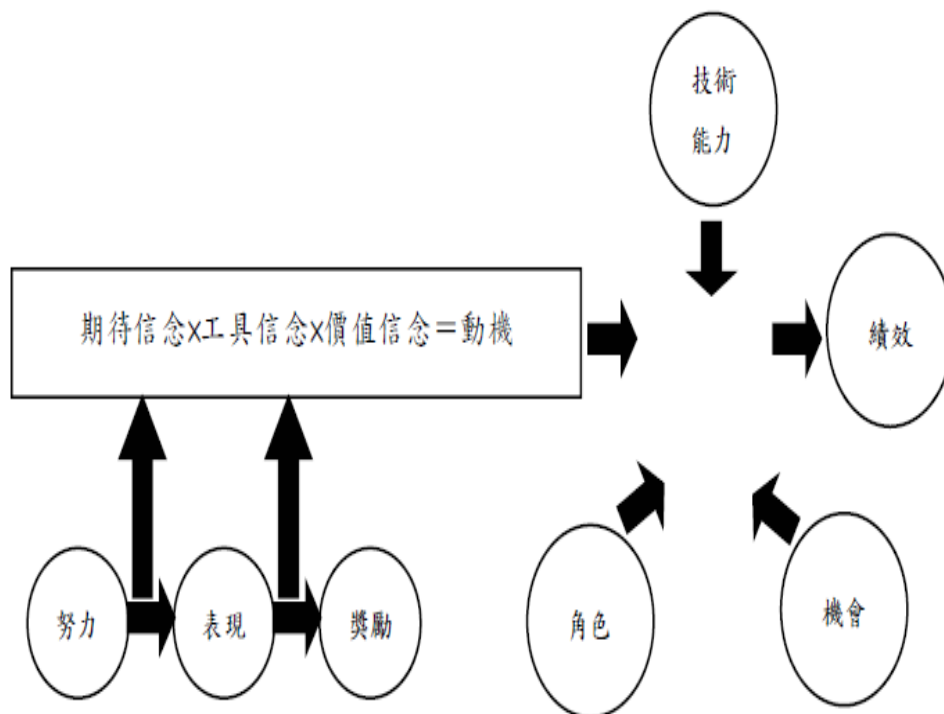 技術
能力
期待信念x工具信念x價值信念＝動機
績效
努力
表現
獎勵
角色
機會